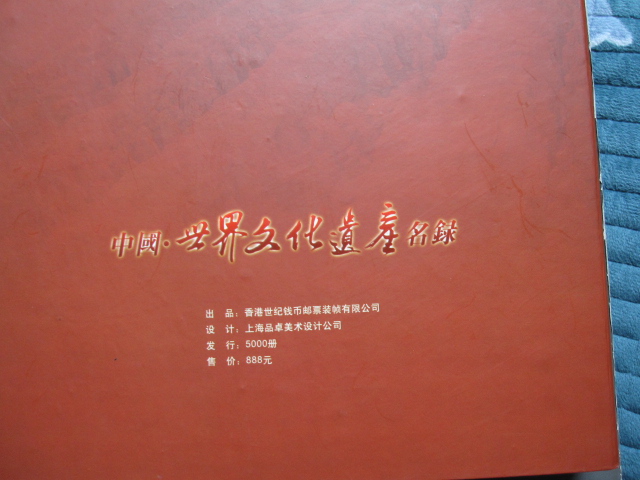 中國·世界文化遺產名録
出 品：香港世纪钱币邮票装帧有限公司
设 计：上海品卓美术设计公司
发 行：5000册
售 价：888元